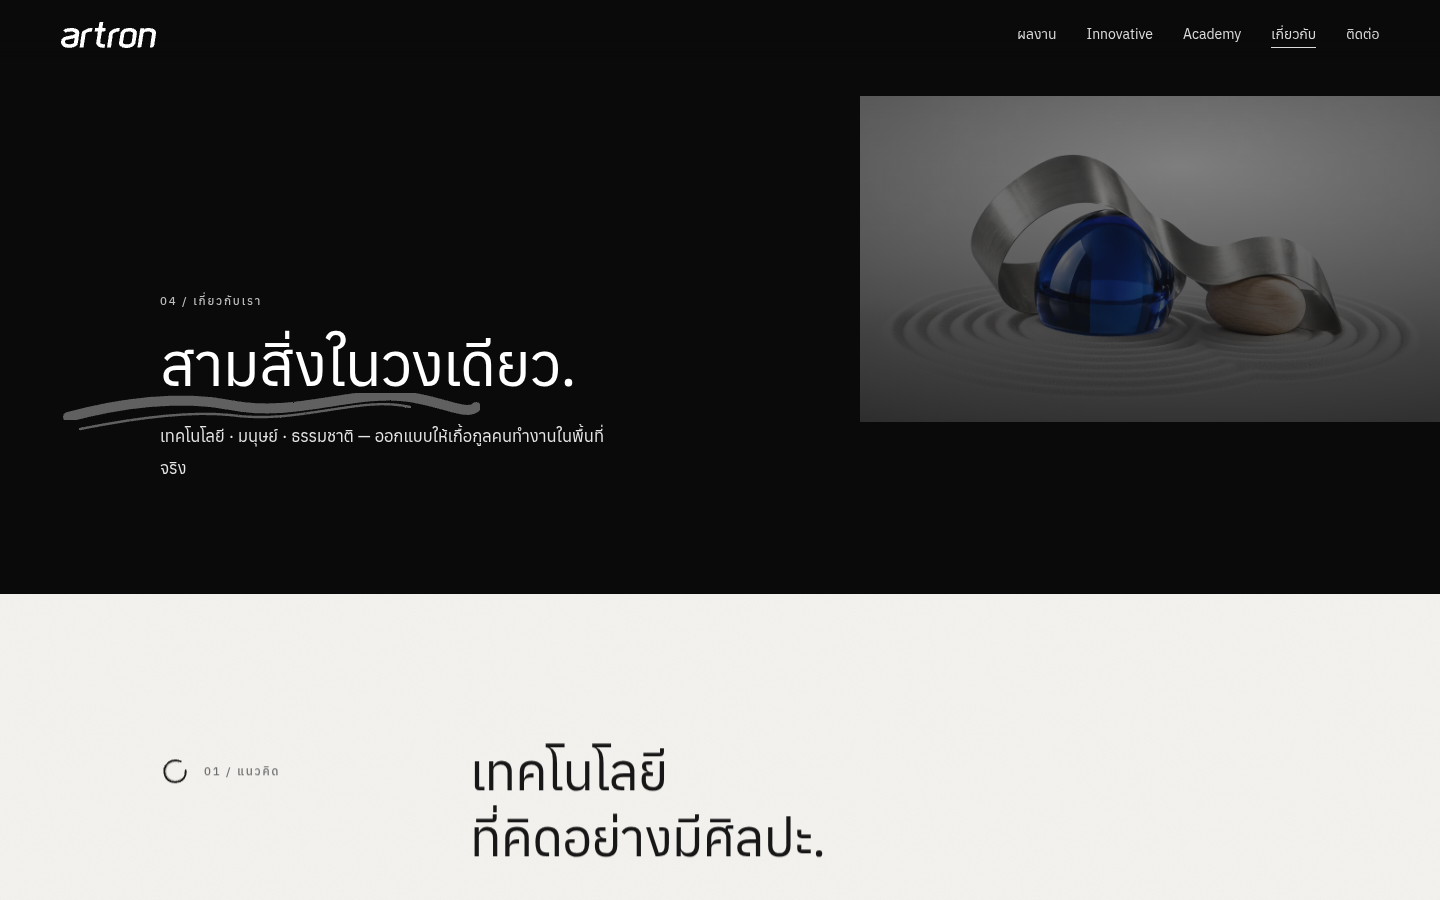 artron
ผลงาน
Innovative
Academy
เกี่ยวกับ
ติดต่อ
04 / เกี่ยวกับเรา
สามสิ่งในวงเดียว.
เทคโนโลยี · มนุษย์ · ธรรมชาติ — ออกแบบให้เกื้อกูลคนทำงานในพื้นที่
จริง
01 / แนวคิด
เทคโนโลยี
ที่คิดอย่างมีศิลปะ.